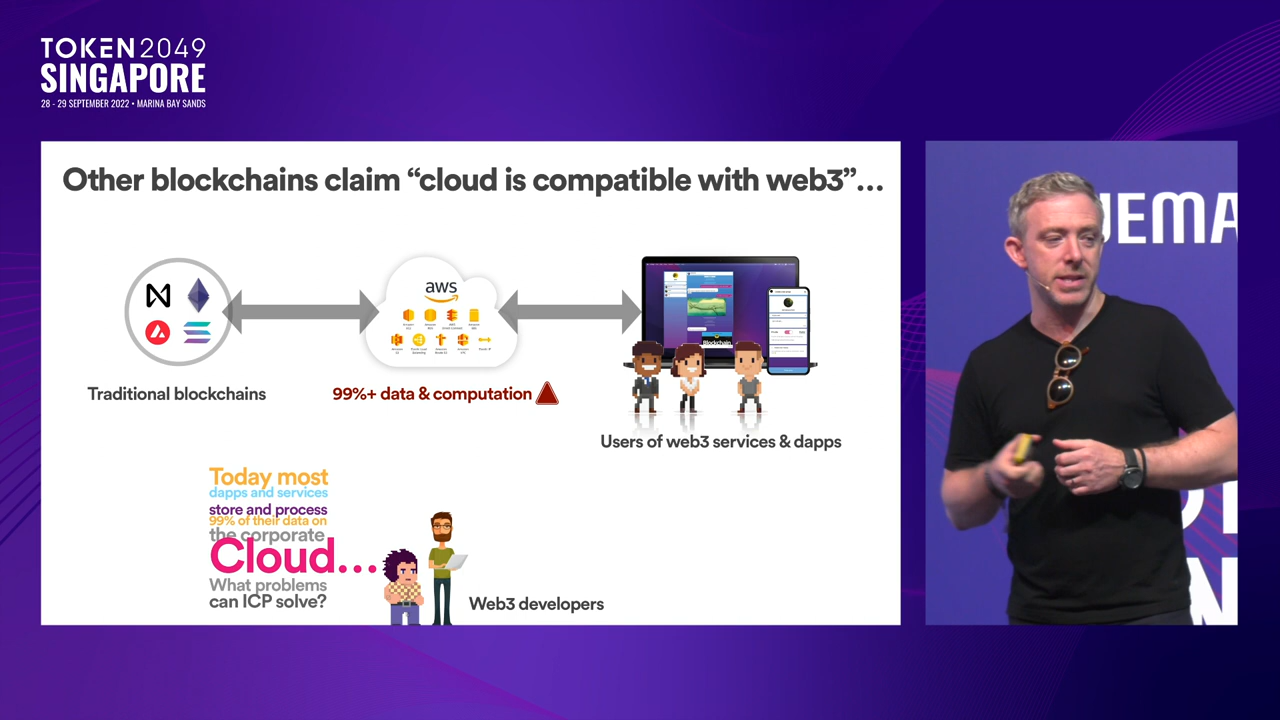 TOKEN2049
SINGAPORE
28 - 29 SEPTEMBER 2022 • MARINA BAY SANDS
Other blockchains claim “cloud is compatible with web3”...
aws
Traditional blockchains
99%+ data & computation
Blockchain
Users of web3 services & dapps
Today most
dapps and services
store and process
99% of their data on
the corporate
Cloud...
What problems
can ICP solve?
Web3 developers